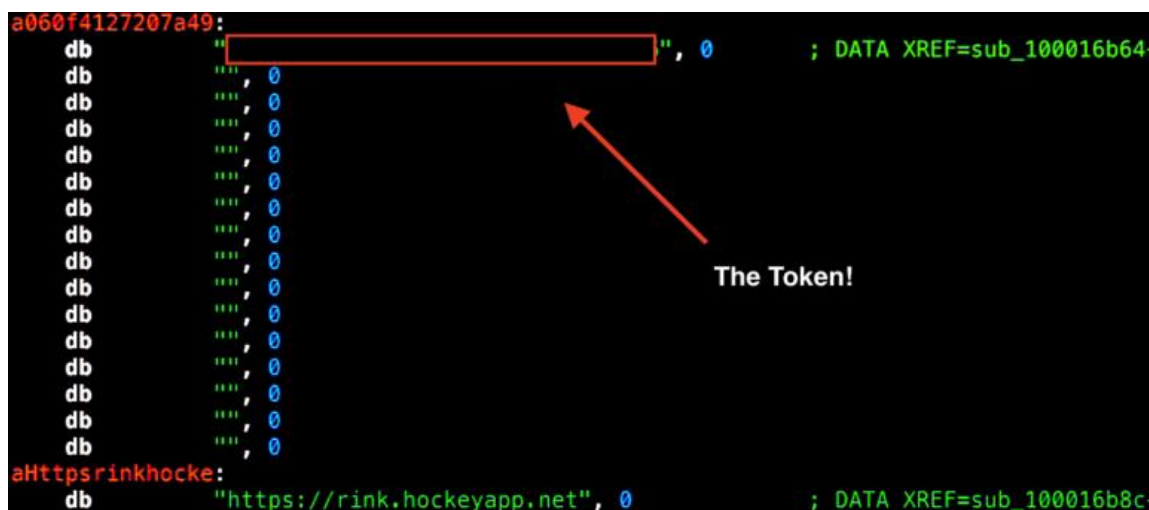 a060f4127207a49:
db "", 0 ; DATA XREF=sub_100016b64
db "", 0
db "", 0
db "", 0
db "", 0
db "", 0
db "", 0
db "", 0
db "", 0
The Token!
db "", 0
db "", 0
db "", 0
db "", 0
db "", 0
db "", 0
db "", 0
aHttpsrinkhocke:
db "https://rink.hockeyapp.net", 0 ; DATA XREF=sub_100016b8c